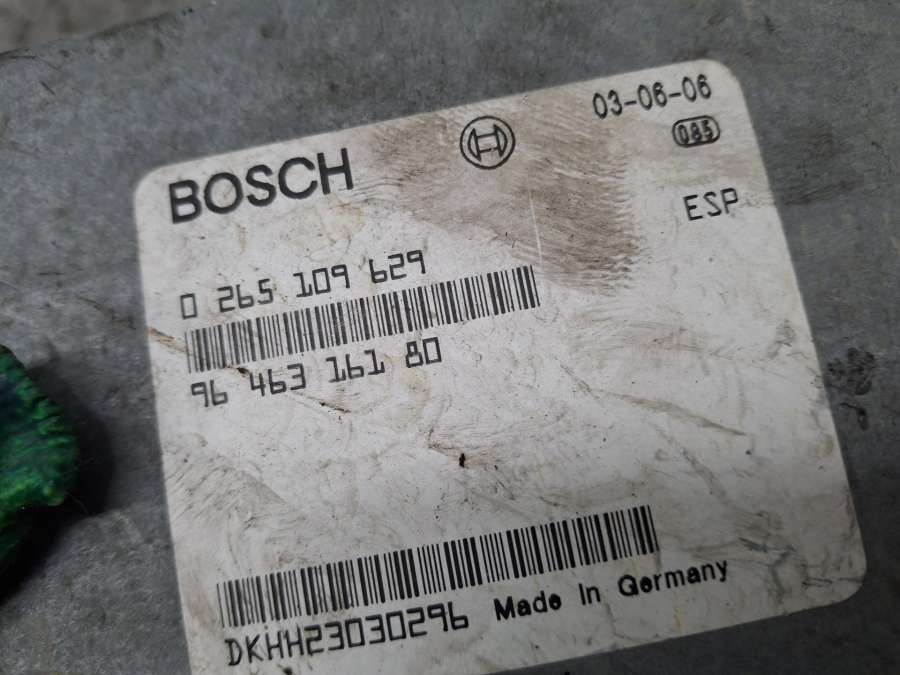 BOSCH
03-06-06
085
ESP
0 265 109 629
96 463 161 80
DKHH23030296 Made In Germany